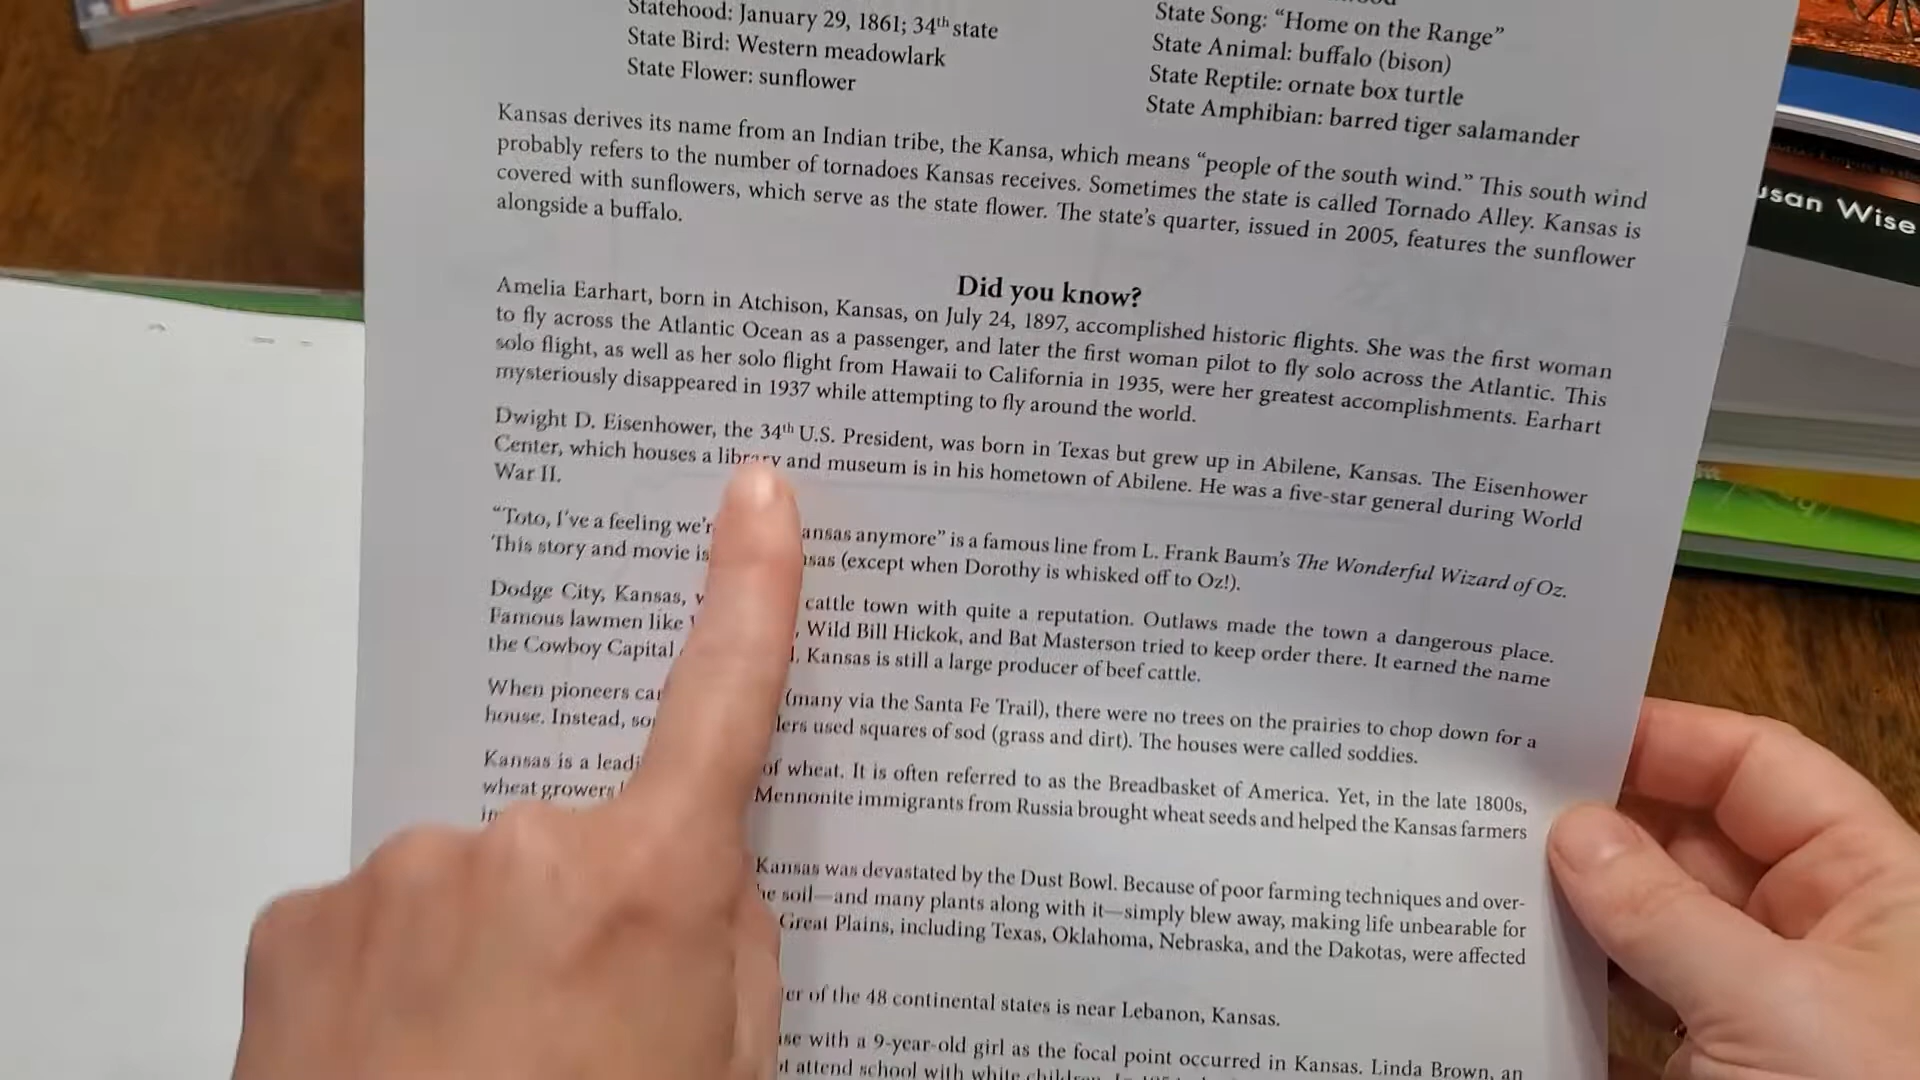 Statehood: January 29, 1861; 34th state
State Bird: Western meadowlark
State Flower: sunflower
State Song: “Home on the Range”
State Animal: buffalo (bison)
State Reptile: ornate box turtle
State Amphibian: barred tiger salamander
Kansas derives its name from an Indian tribe, the Kansa, which means “people of the south wind.” This south wind
probably refers to the number of tornadoes Kansas receives. Sometimes the state is called Tornado Alley. Kansas is
covered with sunflowers, which serve as the state flower. The state’s quarter, issued in 2005, features the sunflower
alongside a buffalo.
Did you know?
Amelia Earhart, born in Atchison, Kansas, on July 24, 1897, accomplished historic flights. She was the first woman
to fly across the Atlantic Ocean as a passenger, and later the first woman pilot to fly solo across the Atlantic. This
solo flight, as well as her solo flight from Hawaii to California in 1935, were her greatest accomplishments. Earhart
mysteriously disappeared in 1937 while attempting to fly around the world.
Dwight D. Eisenhower, the 34th U.S. President, was born in Texas but grew up in Abilene, Kansas. The Eisenhower
Center, which houses a library and museum is in his hometown of Abilene. He was a five-star general during World
War II.
“Toto, I’ve a feeling we’r ansas anymore” is a famous line from L. Frank Baum’s The Wonderful Wizard of Oz.
This story and movie is sas (except when Dorothy is whisked off to Oz!).
Dodge City, Kansas, cattle town with quite a reputation. Outlaws made the town a dangerous place.
Famous lawmen like , Wild Bill Hickok, and Bat Masterson tried to keep order there. It earned the name
the Cowboy Capital Kansas is still a large producer of beef cattle.
When pioneers (many via the Santa Fe Trail), there were no trees on the prairies to chop down for a
house. Instead, used squares of sod (grass and dirt). The houses were called soddies.
Kansas is a of wheat. It is often referred to as the Breadbasket of America. Yet, in the late 1800s,
wheat growers Mennonite immigrants from Russia brought wheat seeds and helped the Kansas farmers
Kansas was devastated by the Dust Bowl. Because of poor farming techniques and over-
soil—and many plants along with it—simply blew away, making life unbearable for
Great Plains, including Texas, Oklahoma, Nebraska, and the Dakotas, were affected
of the 48 continental states is near Lebanon, Kansas.
with a 9-year-old girl as the focal point occurred in Kansas. Linda Brown, an
attend school with white children.
usan Wise